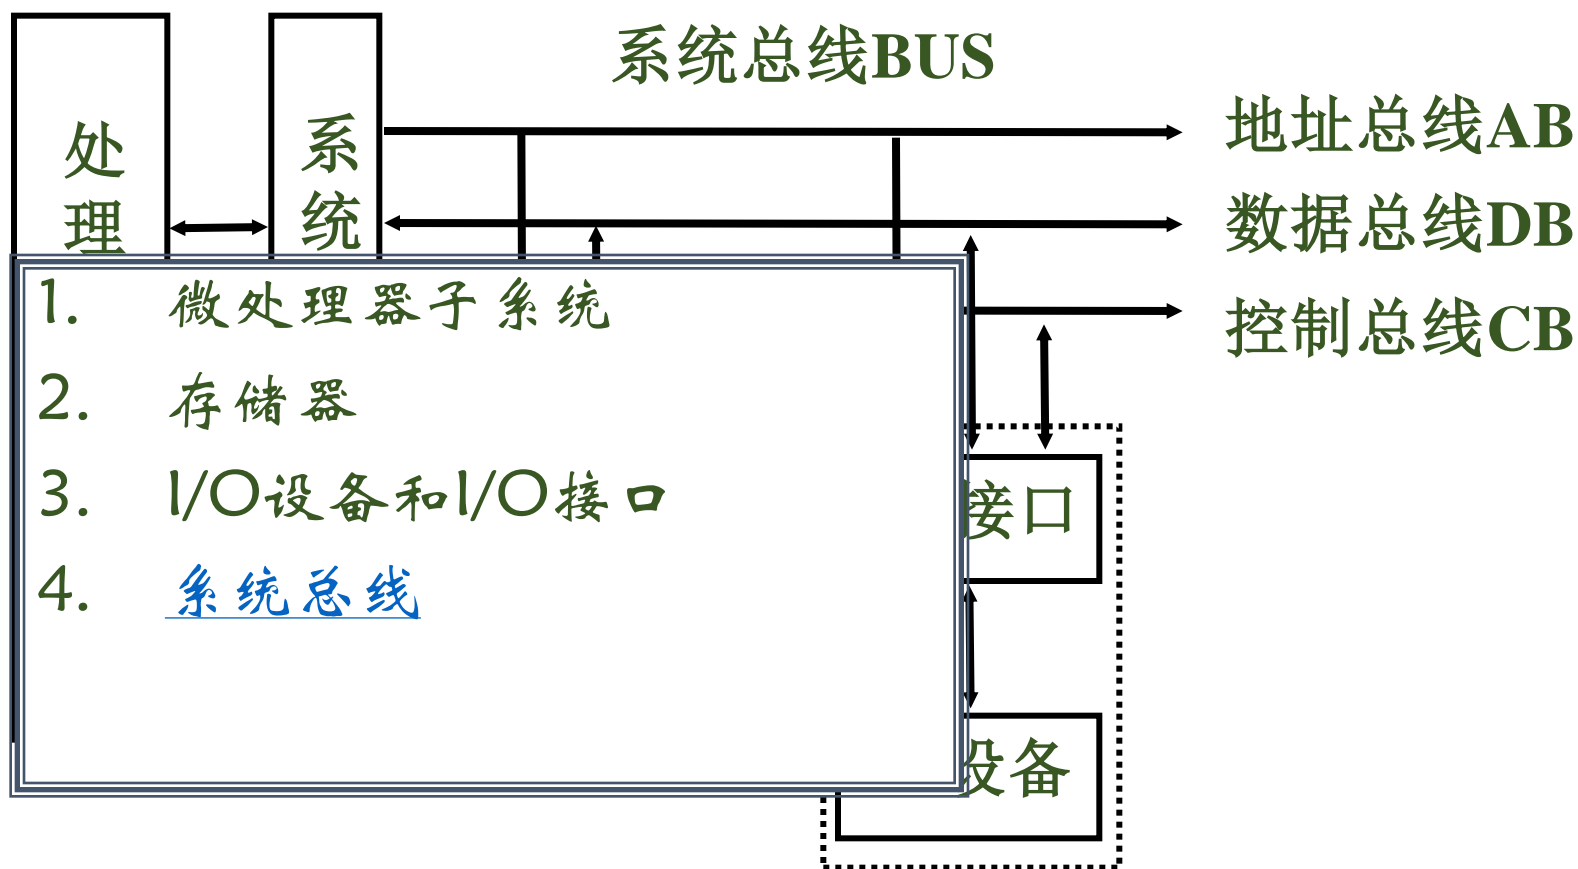 系统总线BUS
处理
系统
地址总线AB
数据总线DB
控制总线CB
1. 微处理器子系统
2. 存储器
3. I/O设备和I/O接口
4. 系统总线
接口
设备